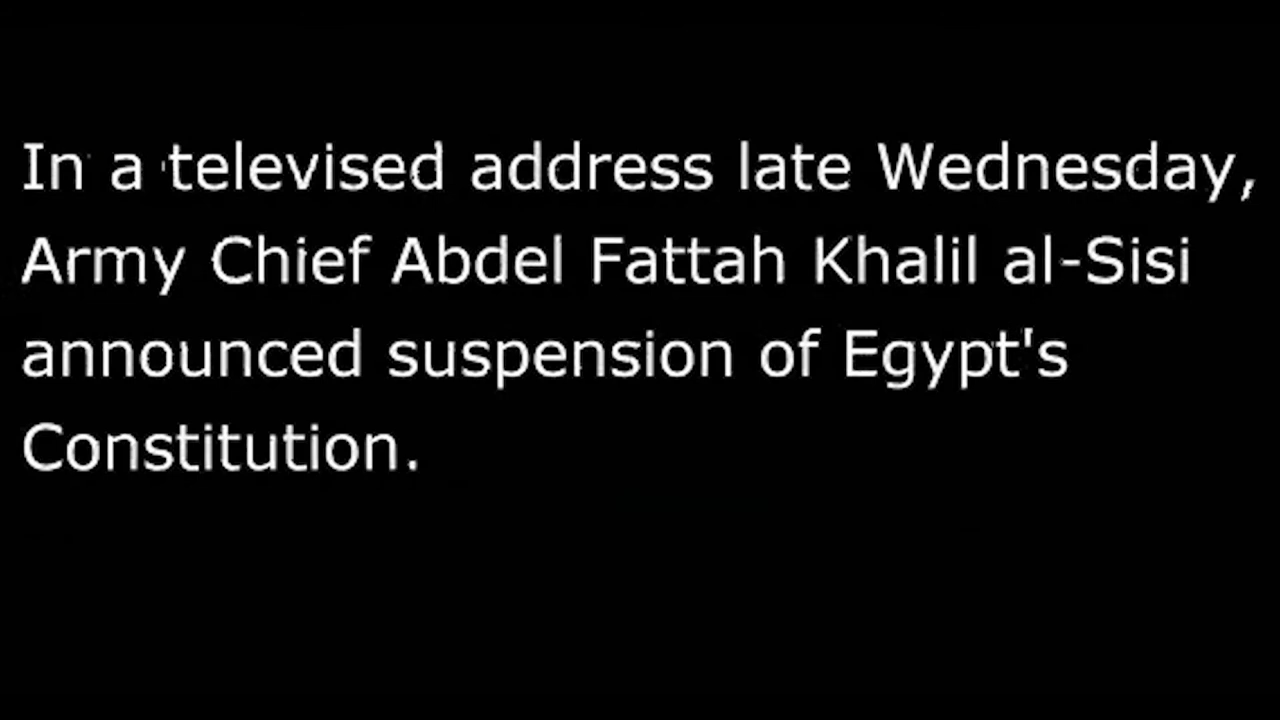 In a televised address late Wednesday,
Army Chief Abdel Fattah Khalil al-Sisi
announced suspension of Egypt's
Constitution.